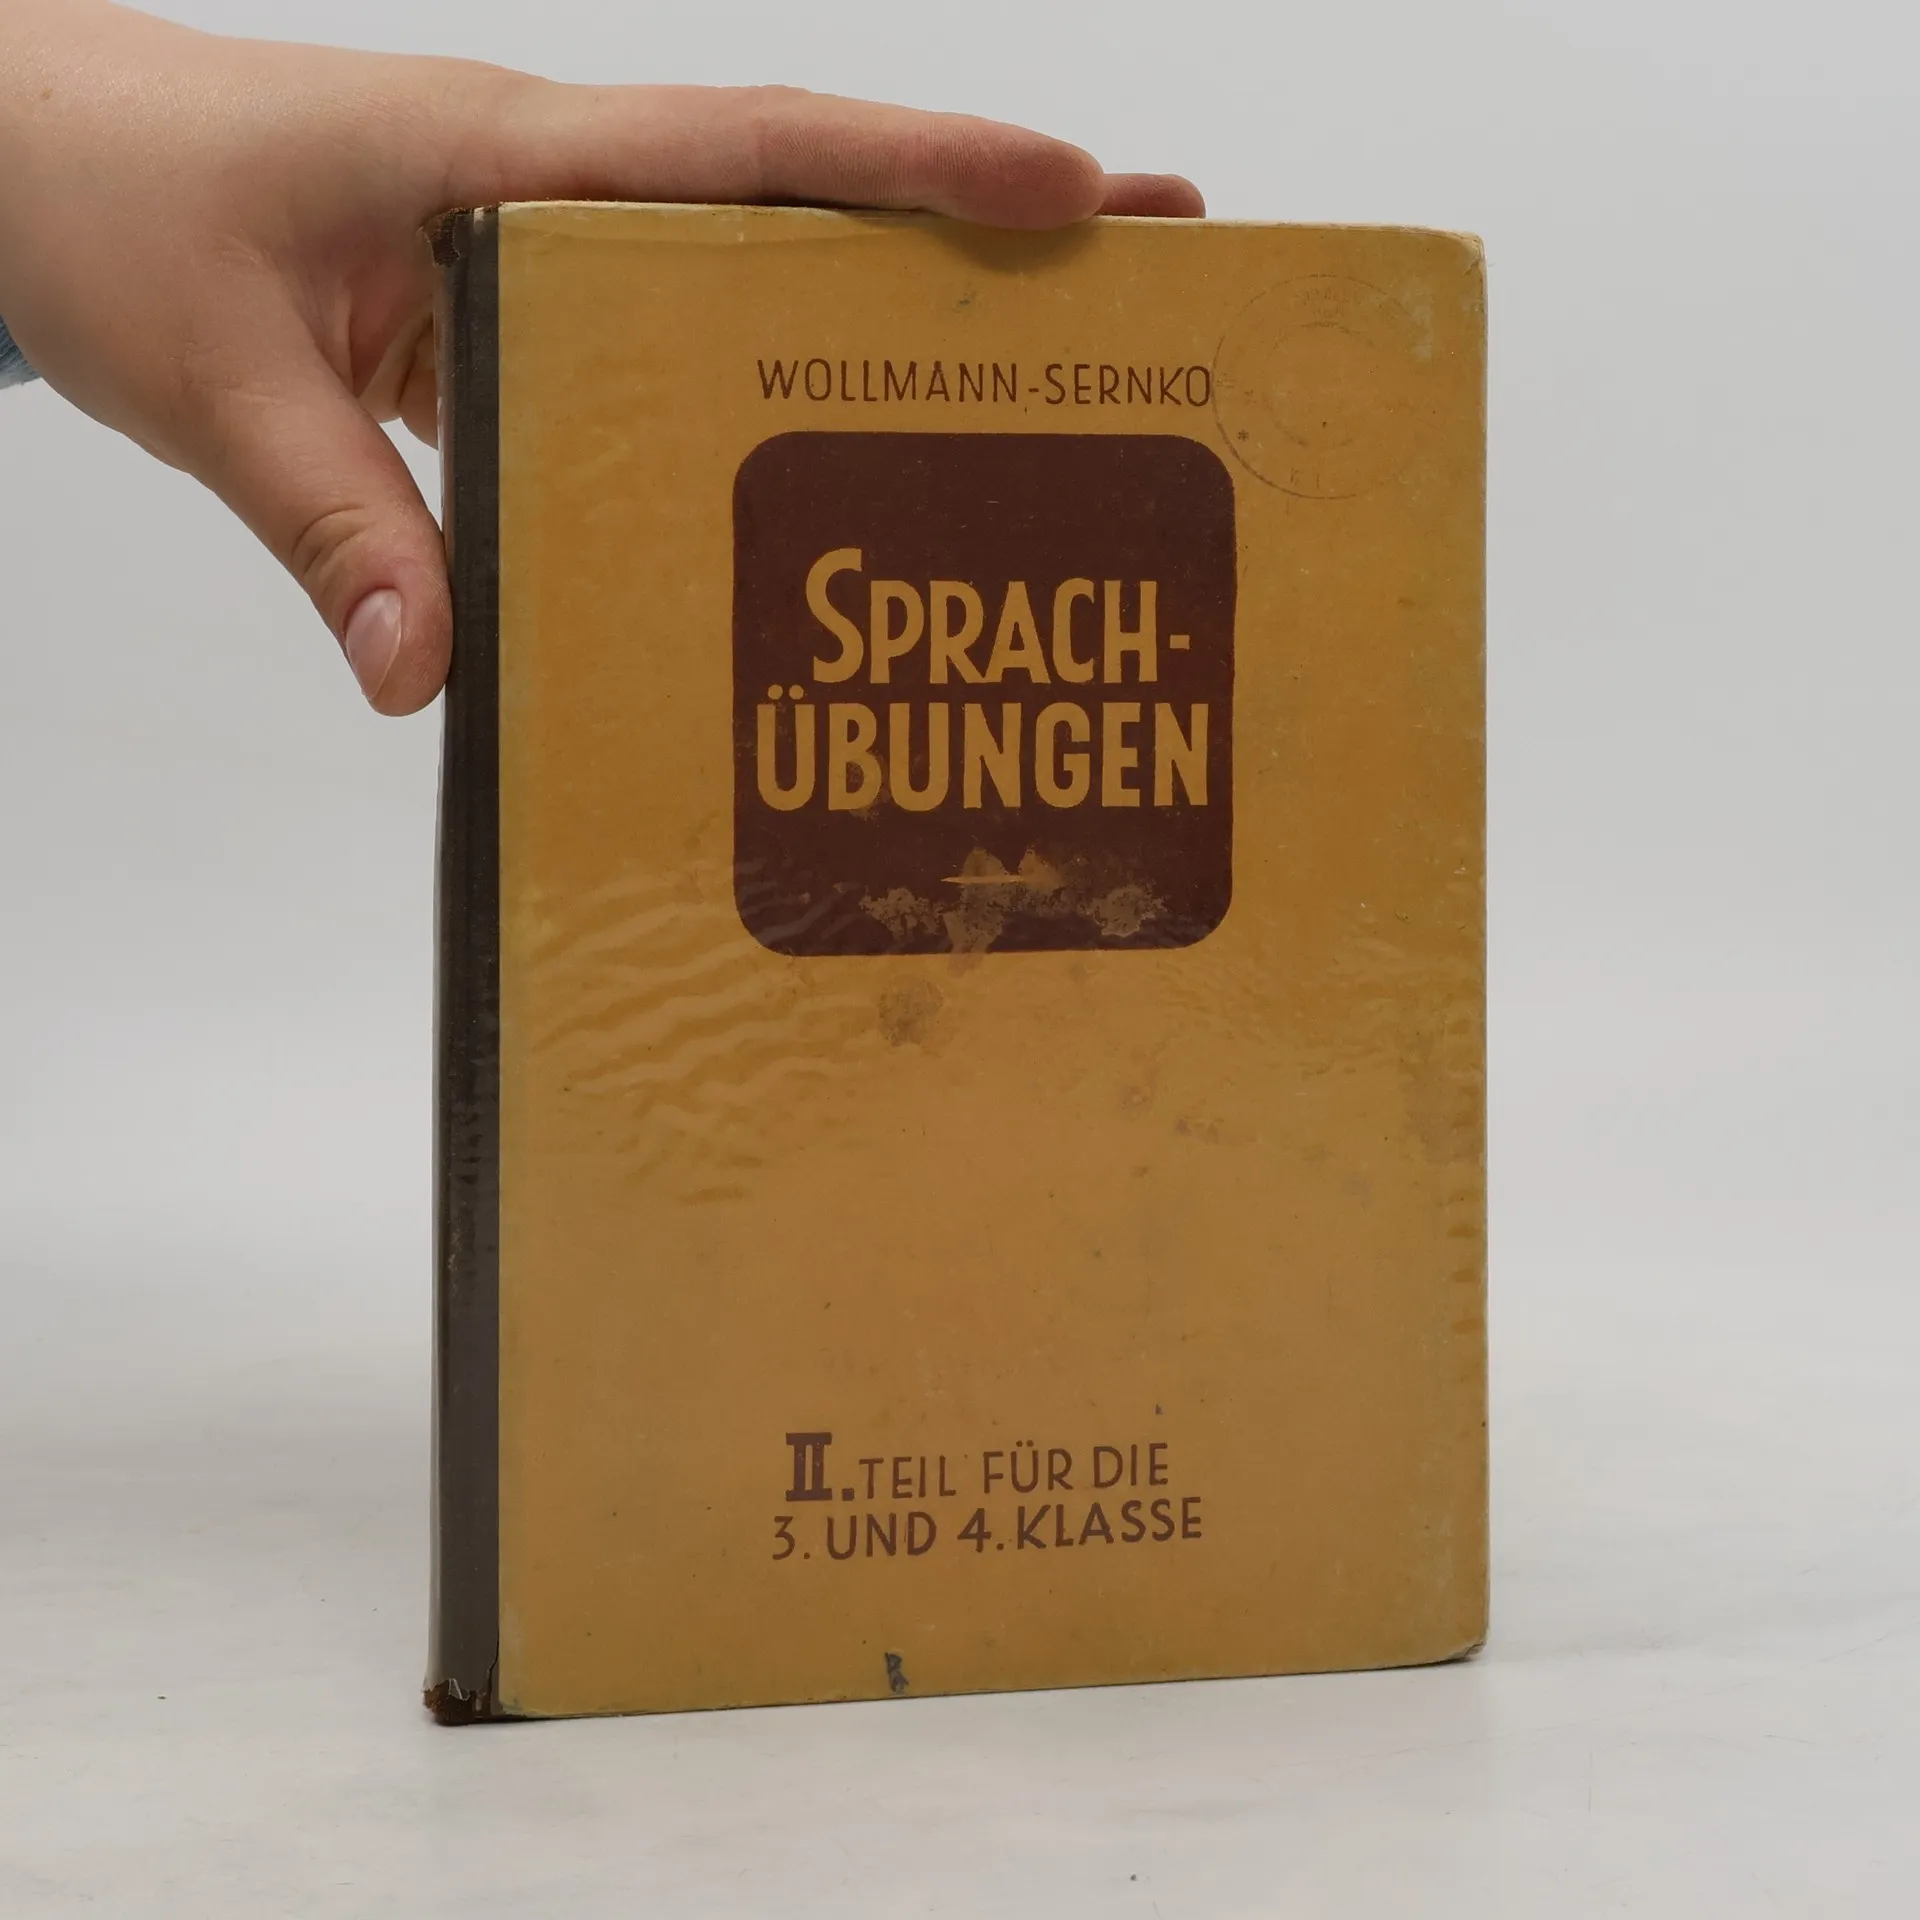 WOLLMANN-SERNKO
SPRACH-
ÜBUNGEN
II. TEIL FÜR DIE
3. UND 4. KLASSE